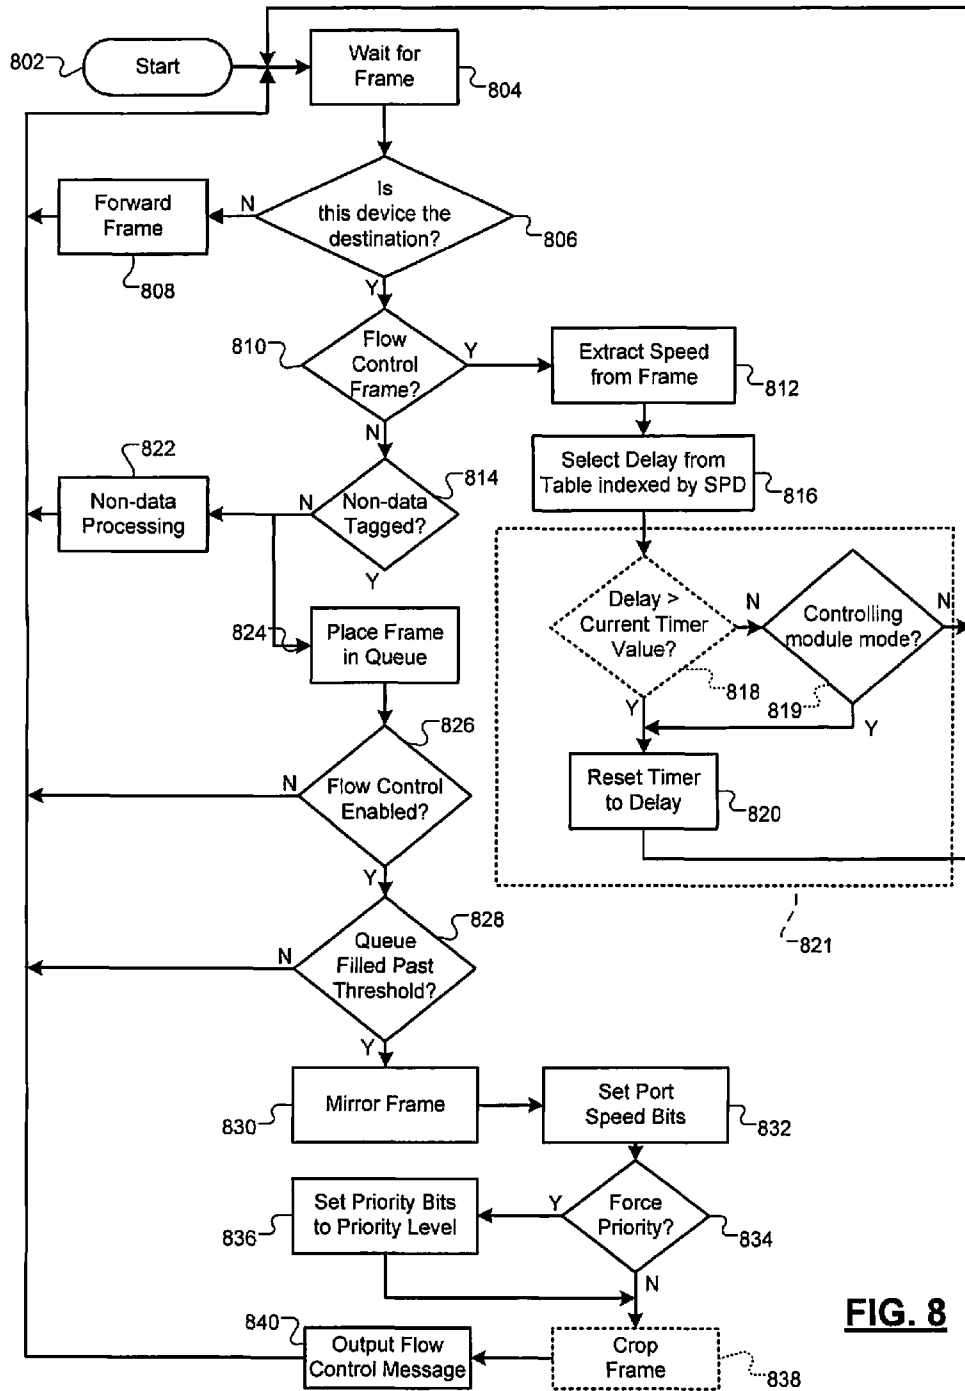 802
Start
Wait for
Frame
804
Is
this device the
destination?
806
N
Forward
Frame
808
Y
810
Flow
Control
Frame?
Y
Extract Speed
from Frame
812
N
822
Non-data
Processing
N
Non-data
Tagged?
814
Y
Select Delay from
Table indexed by SPD
816
824
Place Frame
in Queue
Delay >
Current Timer
Value?
818
N
Controlling
module mode?
819
N
Y
Y
Reset Timer
to Delay
820
821
826
N
Flow Control
Enabled?
Y
828
N
Queue
Filled Past
Threshold?
Y
830
Mirror Frame
Set Port
Speed Bits
832
836
Set Priority Bits
to Priority Level
Y
Force
Priority?
834
N
840
Output Flow
Control Message
Crop
Frame
838
FIG. 8